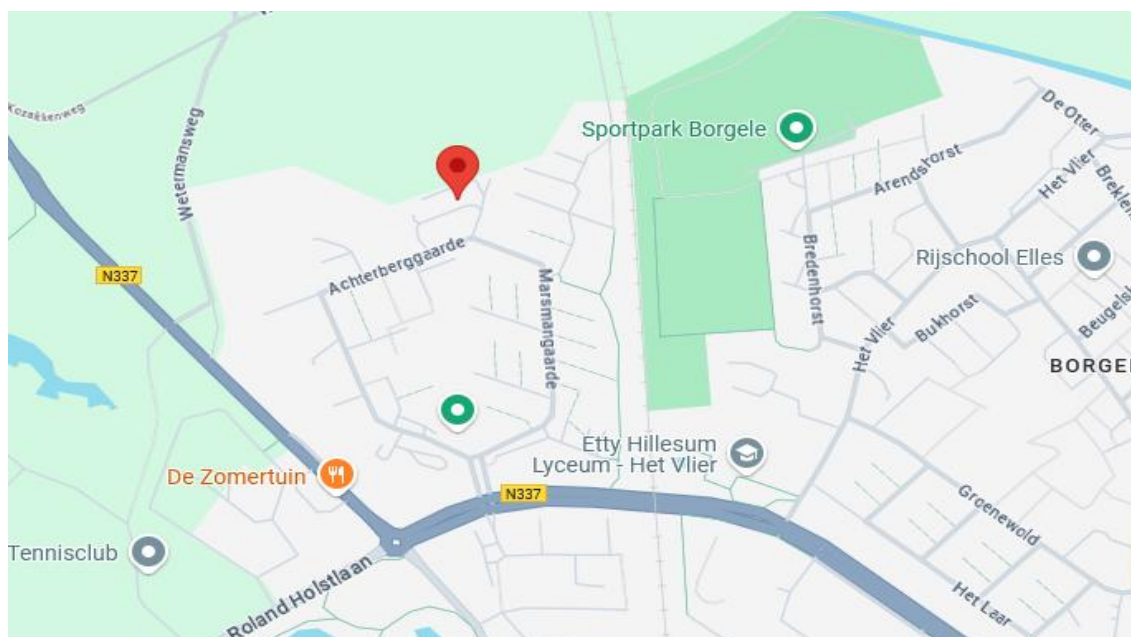 Kozakkenweg
Wetermansweg
N337
Achterberggaarde
Marsmangaarde
Sportpark Borgele
De Otter
Arendshorst
Het Vlier
Bredenhorst
Rijschool Elles
Bukhorst
Het Vlier
BORGE
De Zomertuin
Etty Hillesum
Lyceum - Het Vlier
N337
Groenewold
Tennisclub
Roland Holstlaan
Het Laar